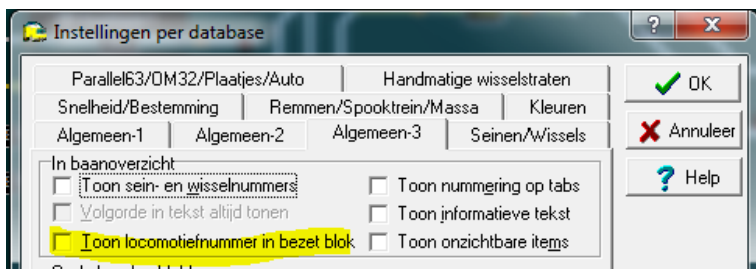 Instellingen per database
Parallel63/OM32/Plaatjes/Auto Handmatige wisselstraten
Snelheid/Bestemming Remmen/Spooktrein/Massa Kleuren
Algemeen-1 Algemeen-2 Algemeen-3 Seinen/Wissels
OK
Annuleer
? Help
In baanoverzicht
Toon sein- en wisselnummers Toon nummering op tabs
Volgorde in tekst altijd tonen Toon informatieve tekst
Toon locomotiefnummer in bezet blok Toon onzichtbare items